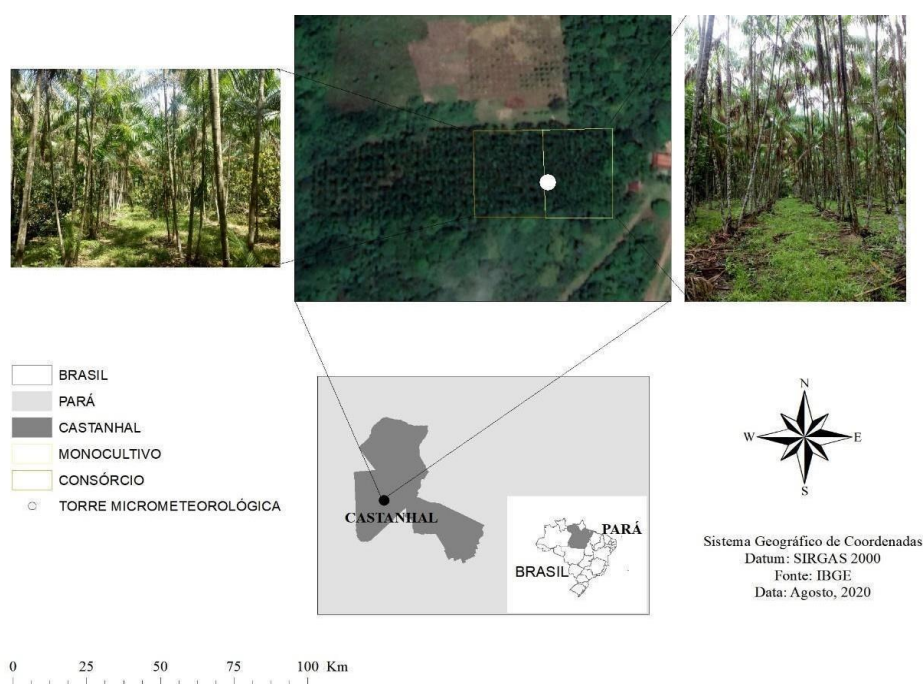 BRASIL
PARÁ
CASTANHAL
MONOCULTIVO
CONSÓRCIO
TORRE MICROMETEOROLÓGICA
CASTANHAL
PARÁ
BRASIL
N
W
E
S
Sistema Geográfico de Coordenadas
Datum: SIRGAS 2000
Fonte: IBGE
Data: Agosto, 2020
0 25 50 75 100 Km